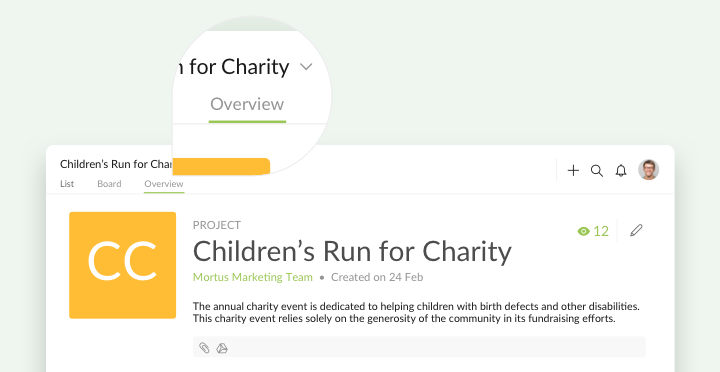 n for Charity
Overview
Children's Run for Char
List Board Overview
CC
PROJECT
Children's Run for Charity
12
Mortus Marketing Team • Created on 24 Feb
The annual charity event is dedicated to helping children with birth defects and other disabilities.
This charity event relies solely on the generosity of the community in its fundraising efforts.